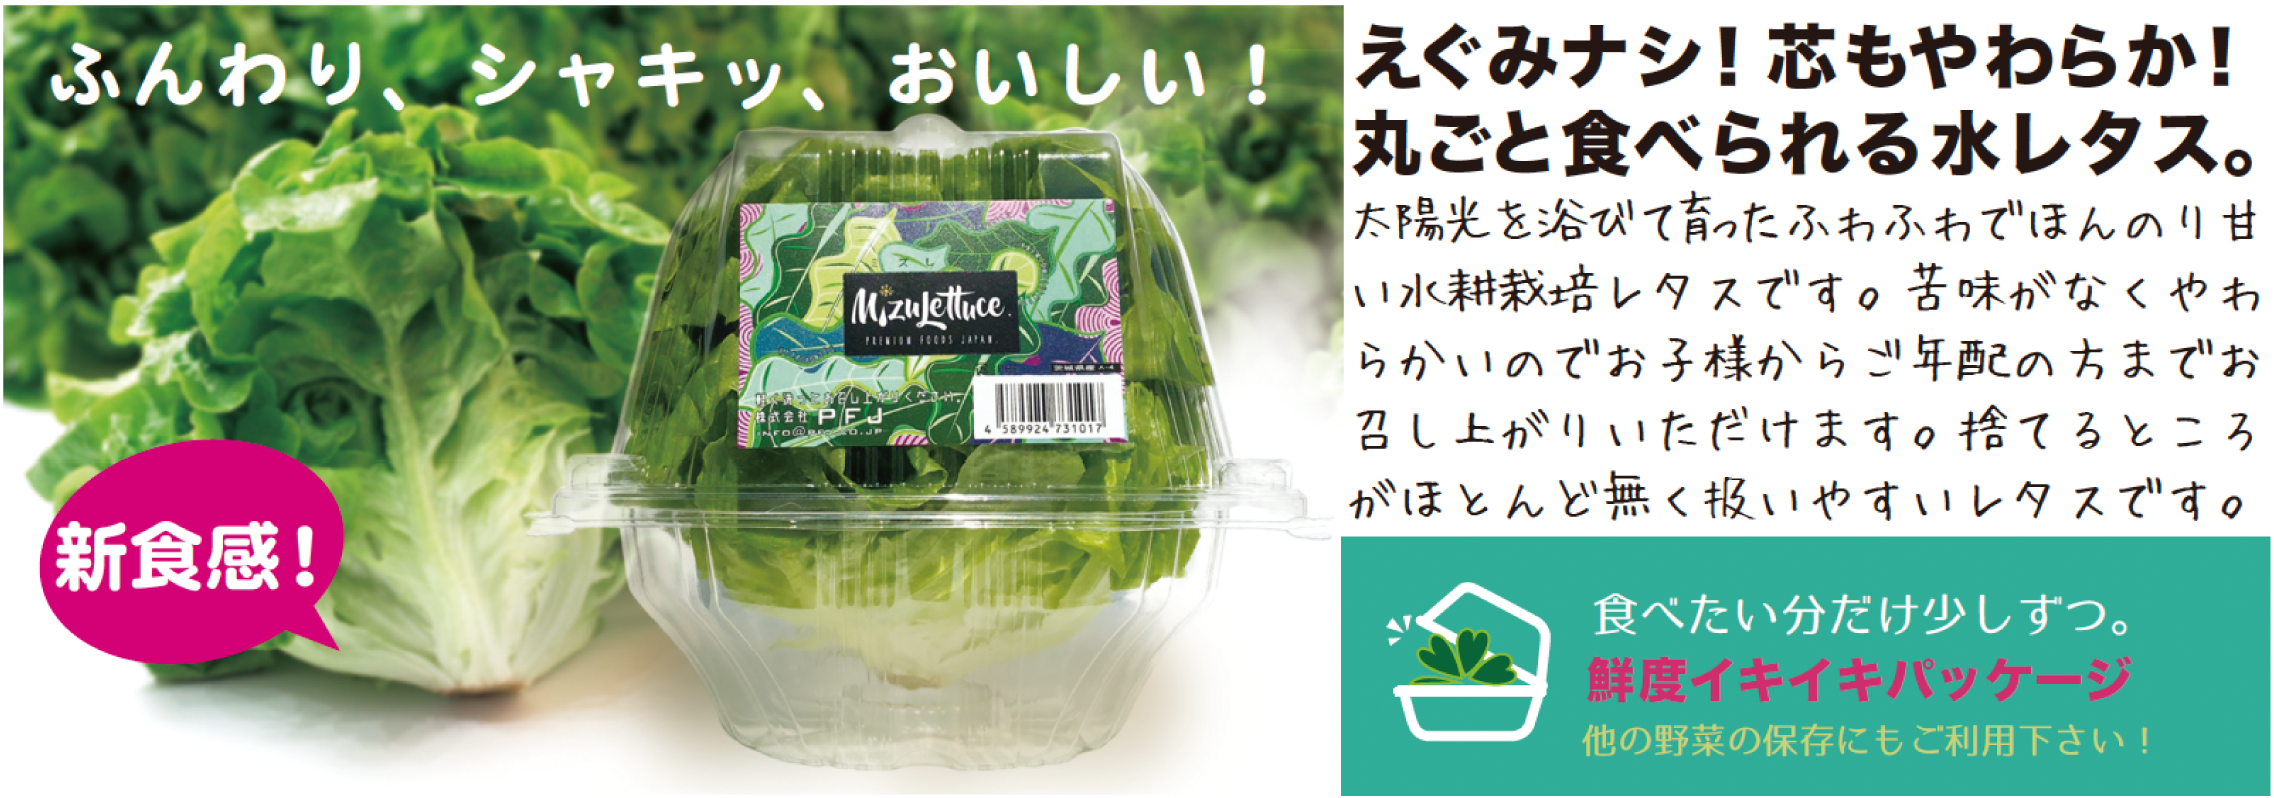 ふんわり、シャキッ、おいしい！
MizuLettuce.
PREMIUM FOODS JAPAN.
茨城県産 A-4
株式会社 PFJ
4 589924 731017
新食感！
えぐみナシ！芯もやわらか！
丸ごと食べられる水レタス。
太陽光を浴びて育ったふわふわでほんのり甘
い水耕栽培レタスです。苦味がなくやわ
らかいのでお子様からご年配の方までお
召し上がりいただけます。捨てるところ
がほとんど無く扱いやすいレタスです。
食べたい分だけ少しずつ。
鮮度イキイキパッケージ
他の野菜の保存にもご利用下さい！